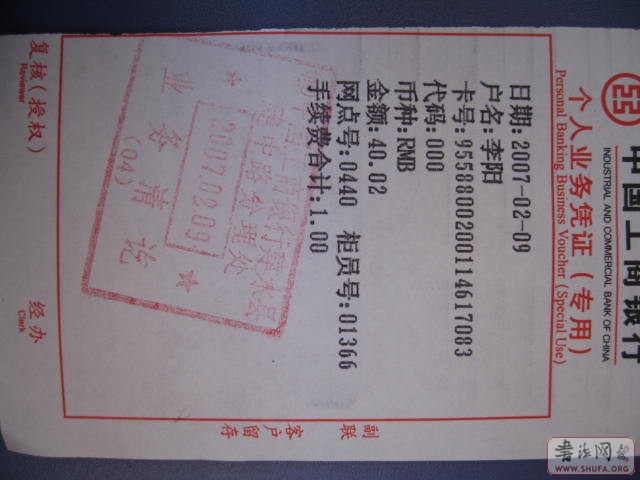 中国工商银行
INDUSTRIAL AND COMMERCIAL BANK OF CHINA
个人业务凭证（专用）
Personal Banking Business Voucher (Special Use)
日期:2007-02-09
户名:李阳
卡号:9558800200114617083
代码:000
币种:RMB
金额:40.02
网点号:0440 柜员号:01366
手续费合计:1.00
2007.0209
业务清讫
(04)
复核（授权）
Reviewer
经办
Clerk
副联
客户留存
书法网
WWW.SHUFA.ORG